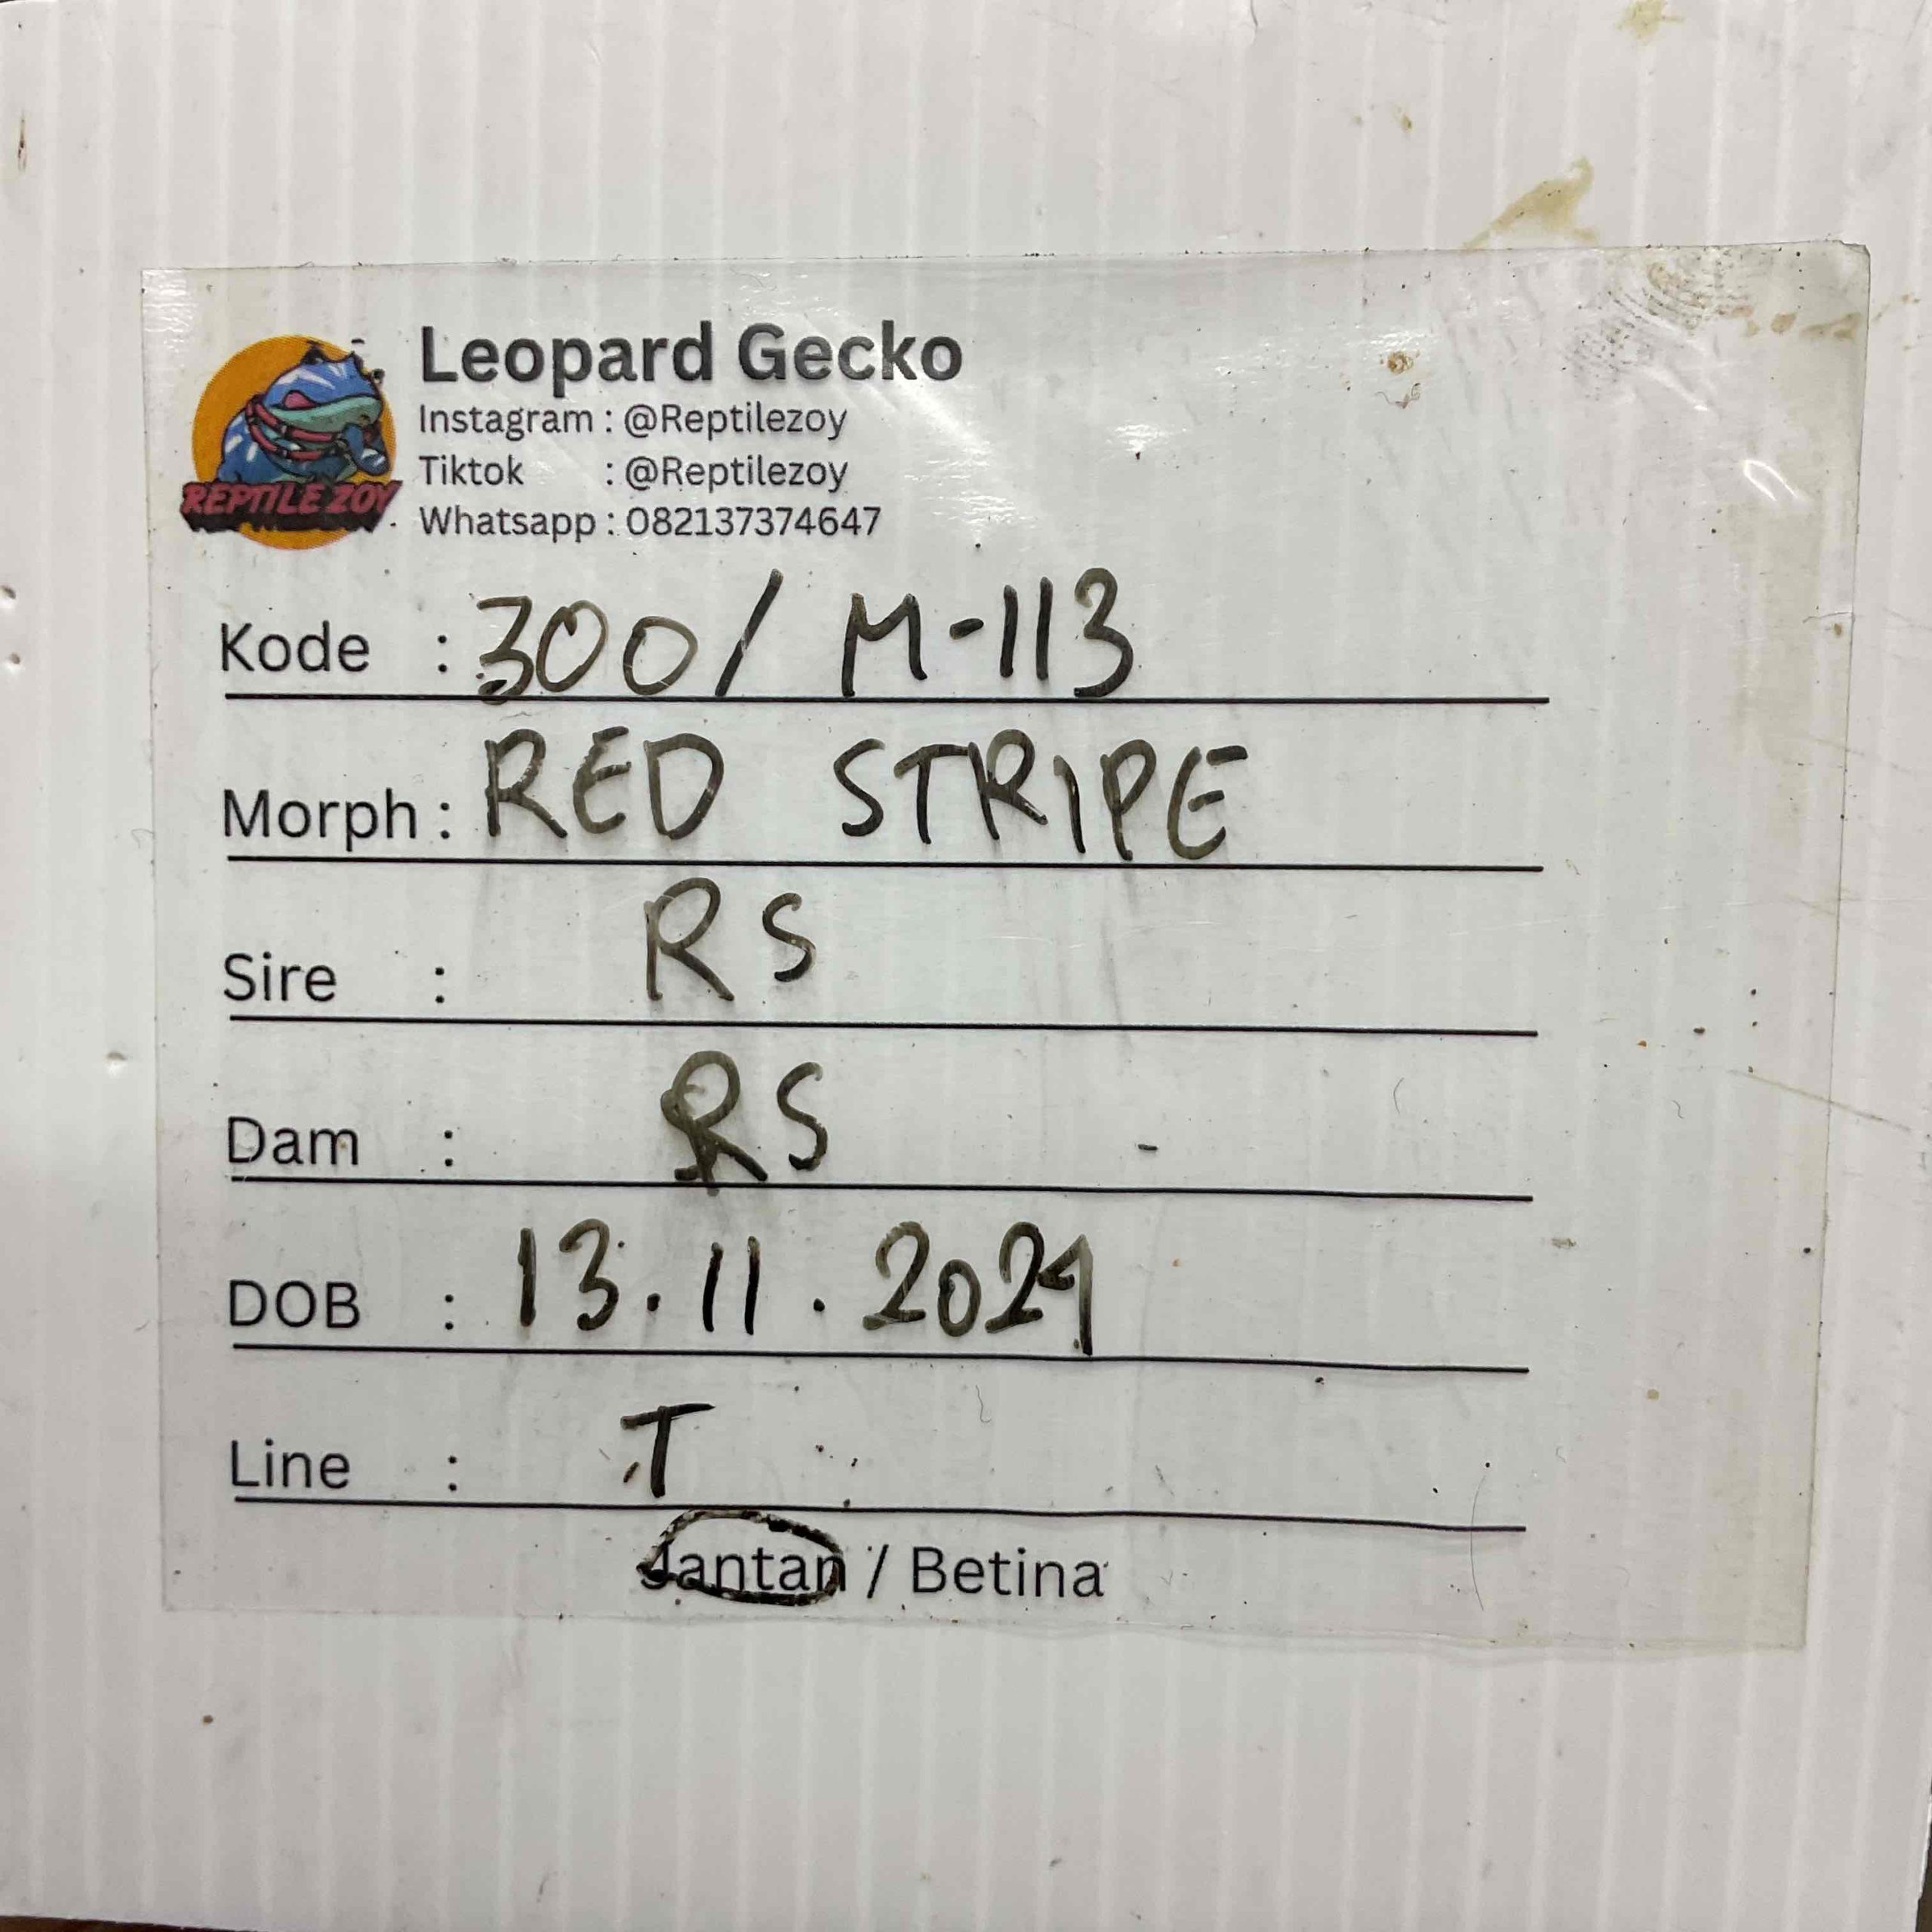 REPTILE ZOY
Leopard Gecko
Instagram : @Reptilezoy
Tiktok : @Reptilezoy
Whatsapp : 082137374647
Kode : 300/ M-113
Morph : RED STRIPE
Sire : RS
Dam : RS
DOB : 13.11.2024
Line : T
Jantan / Betina